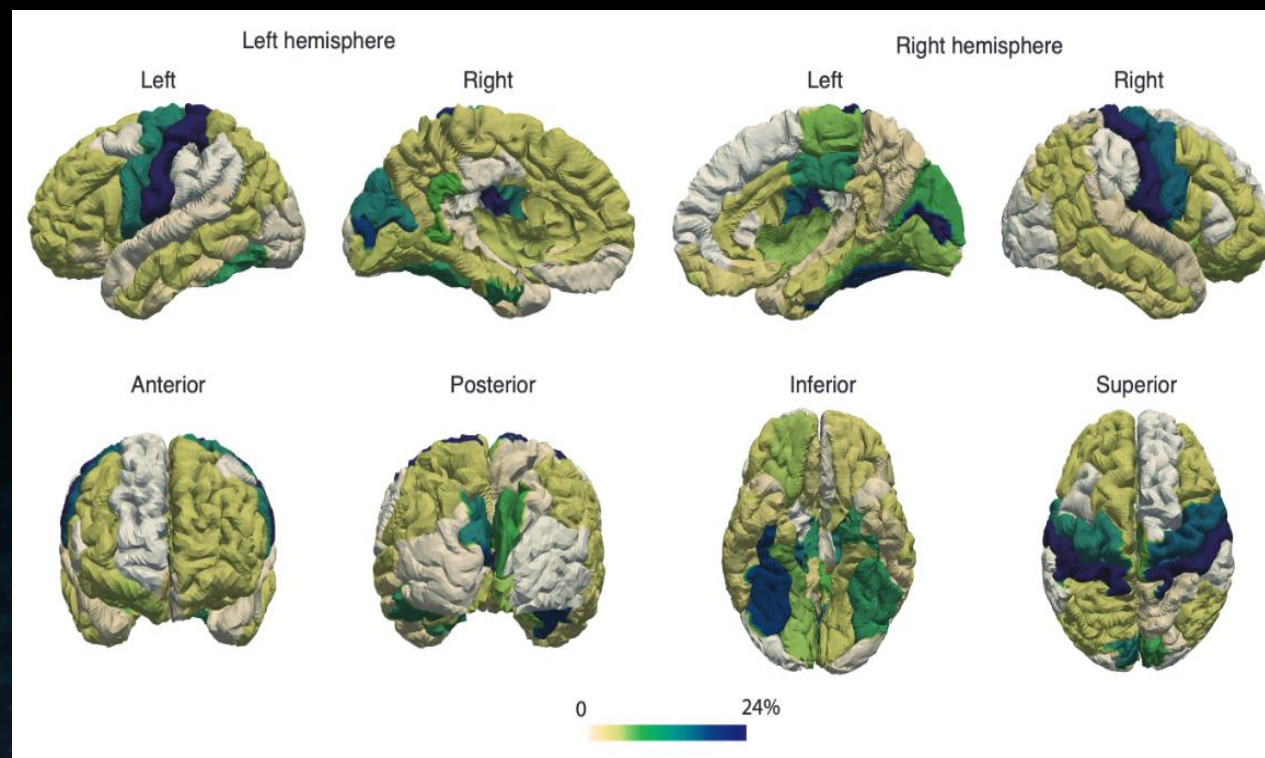 Left hemisphere
Right hemisphere
Left
Right
Left
Right
Anterior
Posterior
Inferior
Superior
0
24%